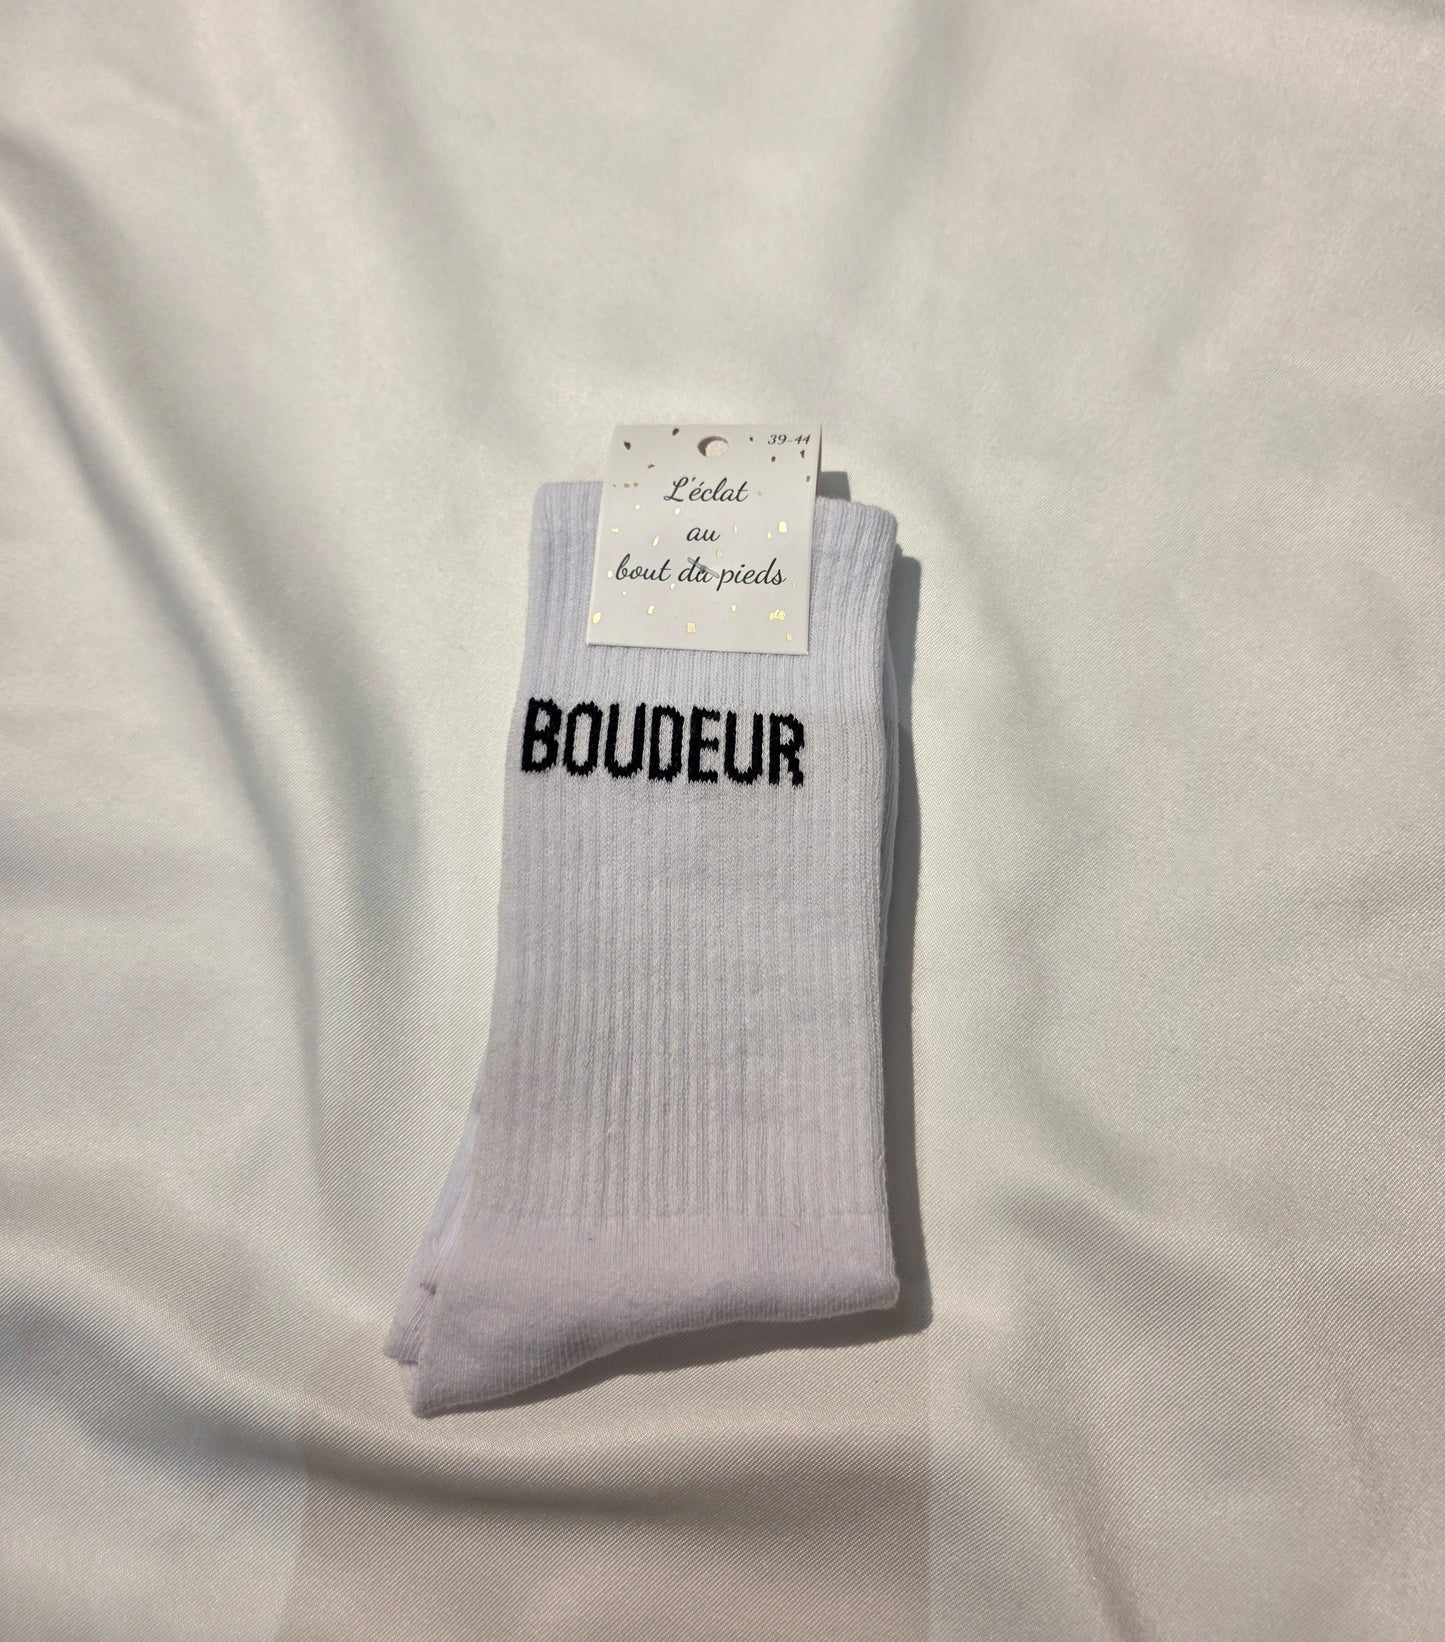 39-44
L'éclat
au
bout du pieds
BOUDEUR